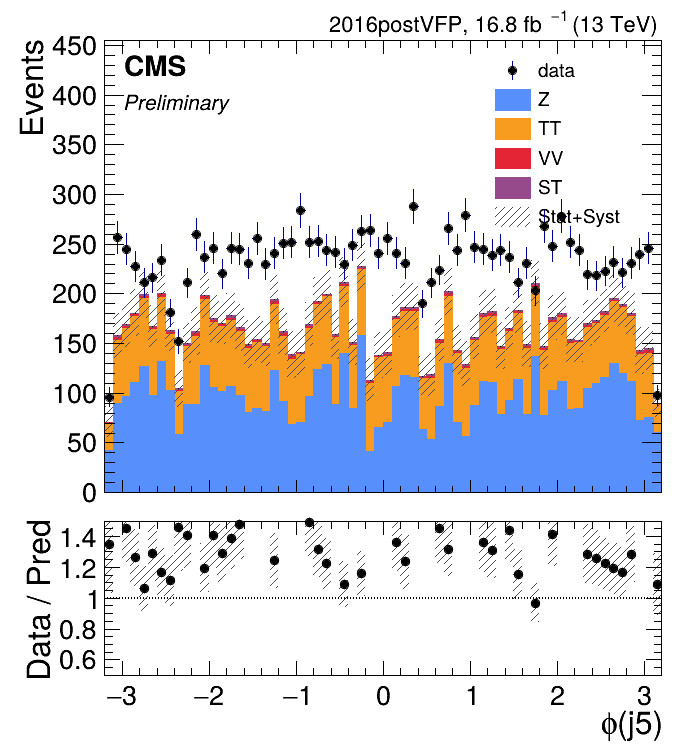 2016postVFP, 16.8 fb⁻¹ (13 TeV)
CMS
Preliminary
Events
450
400
350
300
250
200
150
100
50
0
data
Z
TT
VV
ST
Stat+Syst
Data / Pred
1.4
1.2
1
0.8
0.6
−3 −2 −1 0 1 2 3
ϕ(j5)